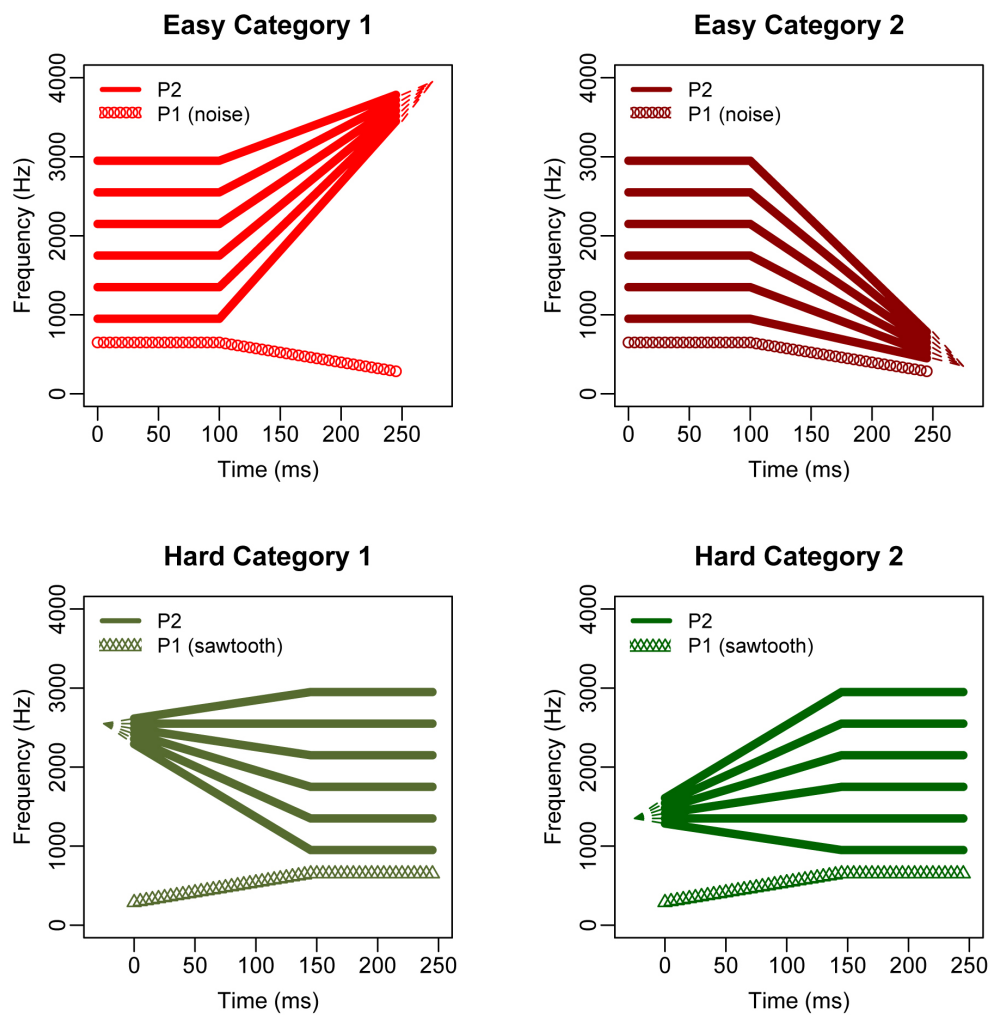 Easy Category 1
P2
P1 (noise)
Frequency (Hz)
4000
3000
2000
1000
0
0 50 100 150 200 250
Time (ms)
Easy Category 2
P2
P1 (noise)
Frequency (Hz)
4000
3000
2000
1000
0
0 50 100 150 200 250
Time (ms)
Hard Category 1
P2
P1 (sawtooth)
Frequency (Hz)
4000
3000
2000
1000
0
0 50 100 150 200 250
Time (ms)
Hard Category 2
P2
P1 (sawtooth)
Frequency (Hz)
4000
3000
2000
1000
0
0 50 100 150 200 250
Time (ms)